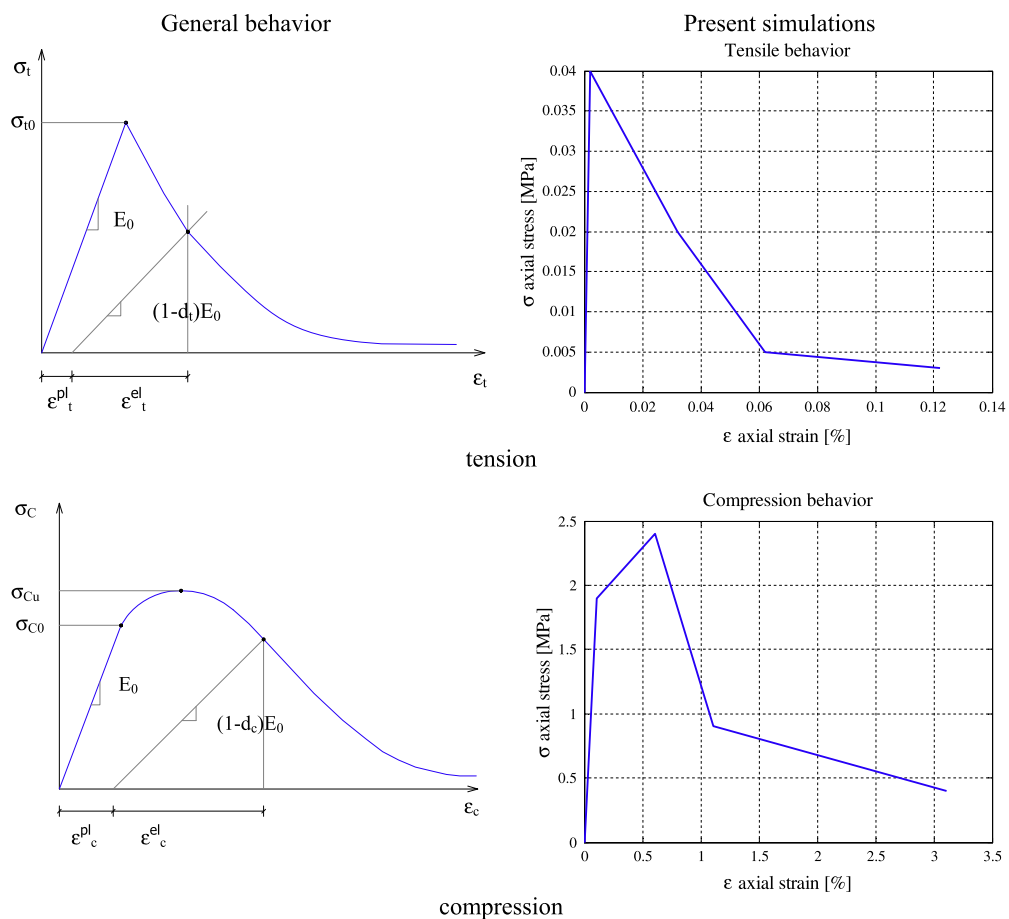 General behavior
σt
σt0
E0
(1-dt)E0
εt
ε^pl t
ε^el t
Present simulations
Tensile behavior
σ axial stress [MPa]
0.04
0.035
0.03
0.025
0.02
0.015
0.01
0.005
0
0 0.02 0.04 0.06 0.08 0.1 0.12 0.14
ε axial strain [%]
tension
σC
σCu
σC0
E0
(1-dc)E0
εc
ε^pl c
ε^el c
Compression behavior
σ axial stress [MPa]
2.5
2
1.5
1
0.5
0
0 0.5 1 1.5 2 2.5 3 3.5
ε axial strain [%]
compression